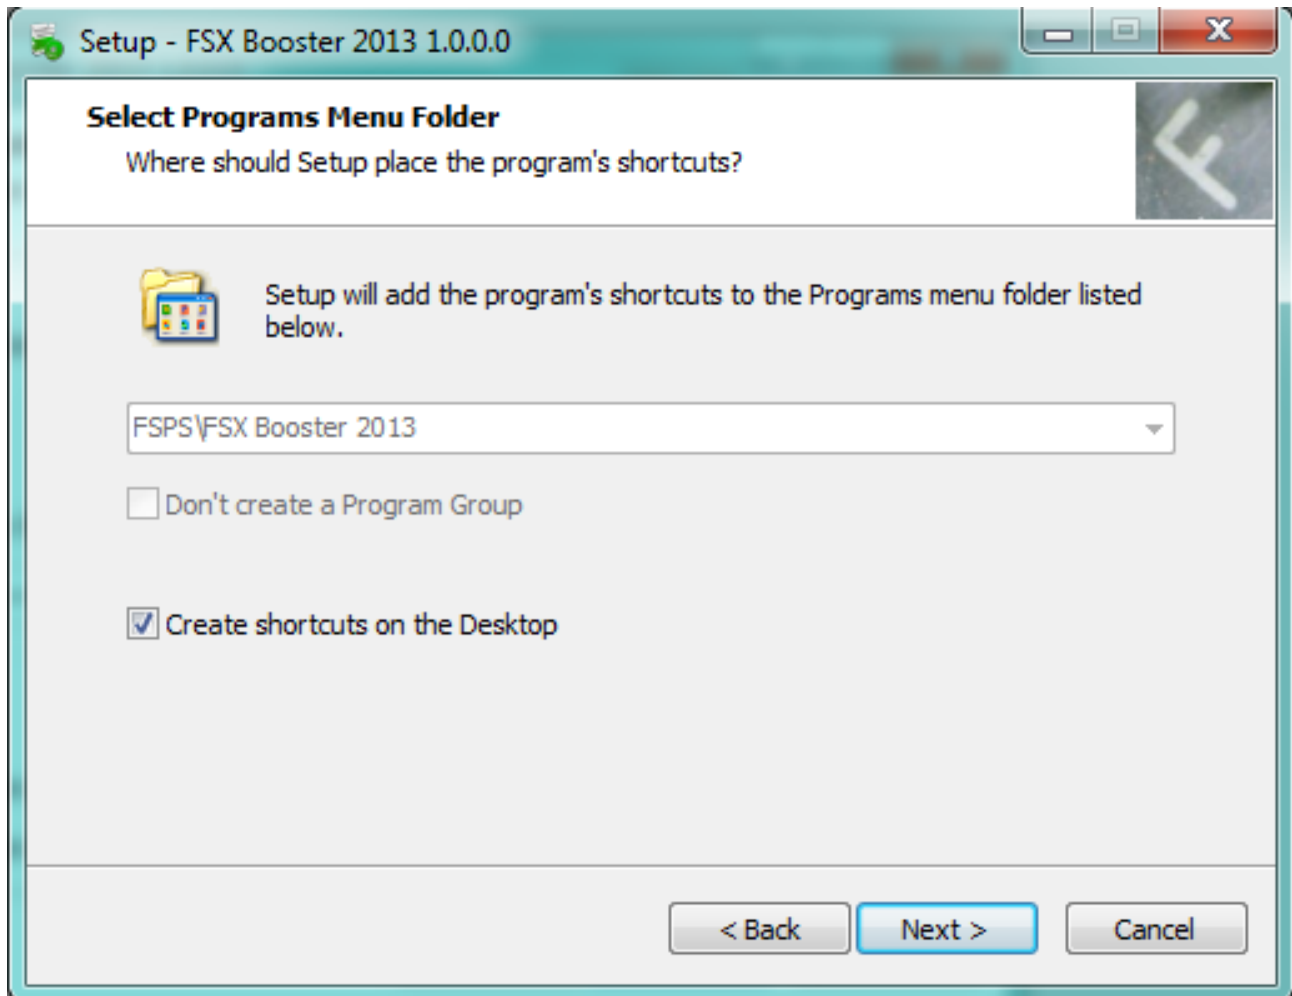 Setup - FSX Booster 2013 1.0.0.0
Select Programs Menu Folder
Where should Setup place the program's shortcuts?
Setup will add the program's shortcuts to the Programs menu folder listed
below.
FSPS\FSX Booster 2013
Don't create a Program Group
Create shortcuts on the Desktop
< Back
Next >
Cancel